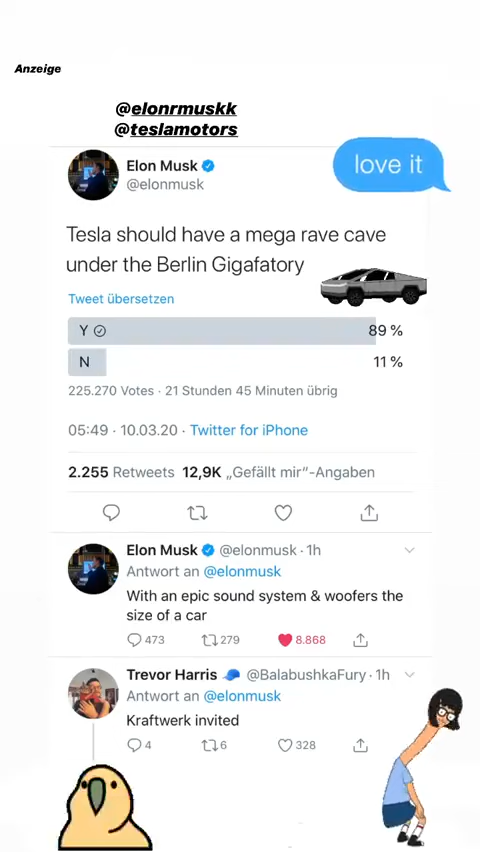 Anzeige
@elonrmuskk
@teslamotors
Elon Musk
@elonmusk
love it
Tesla should have a mega rave cave
under the Berlin Gigafatory
Tweet übersetzen
Y 89 %
N 11 %
225.270 Votes · 21 Stunden 45 Minuten übrig
05:49 · 10.03.20 · Twitter for iPhone
2.255 Retweets 12,9K „Gefällt mir“-Angaben
Elon Musk @elonmusk · 1h
Antwort an @elonmusk
With an epic sound system & woofers the
size of a car
473 279 8.868
Trevor Harris 🧢 @BalabushkaFury · 1h
Antwort an @elonmusk
Kraftwerk invited
4 6 328